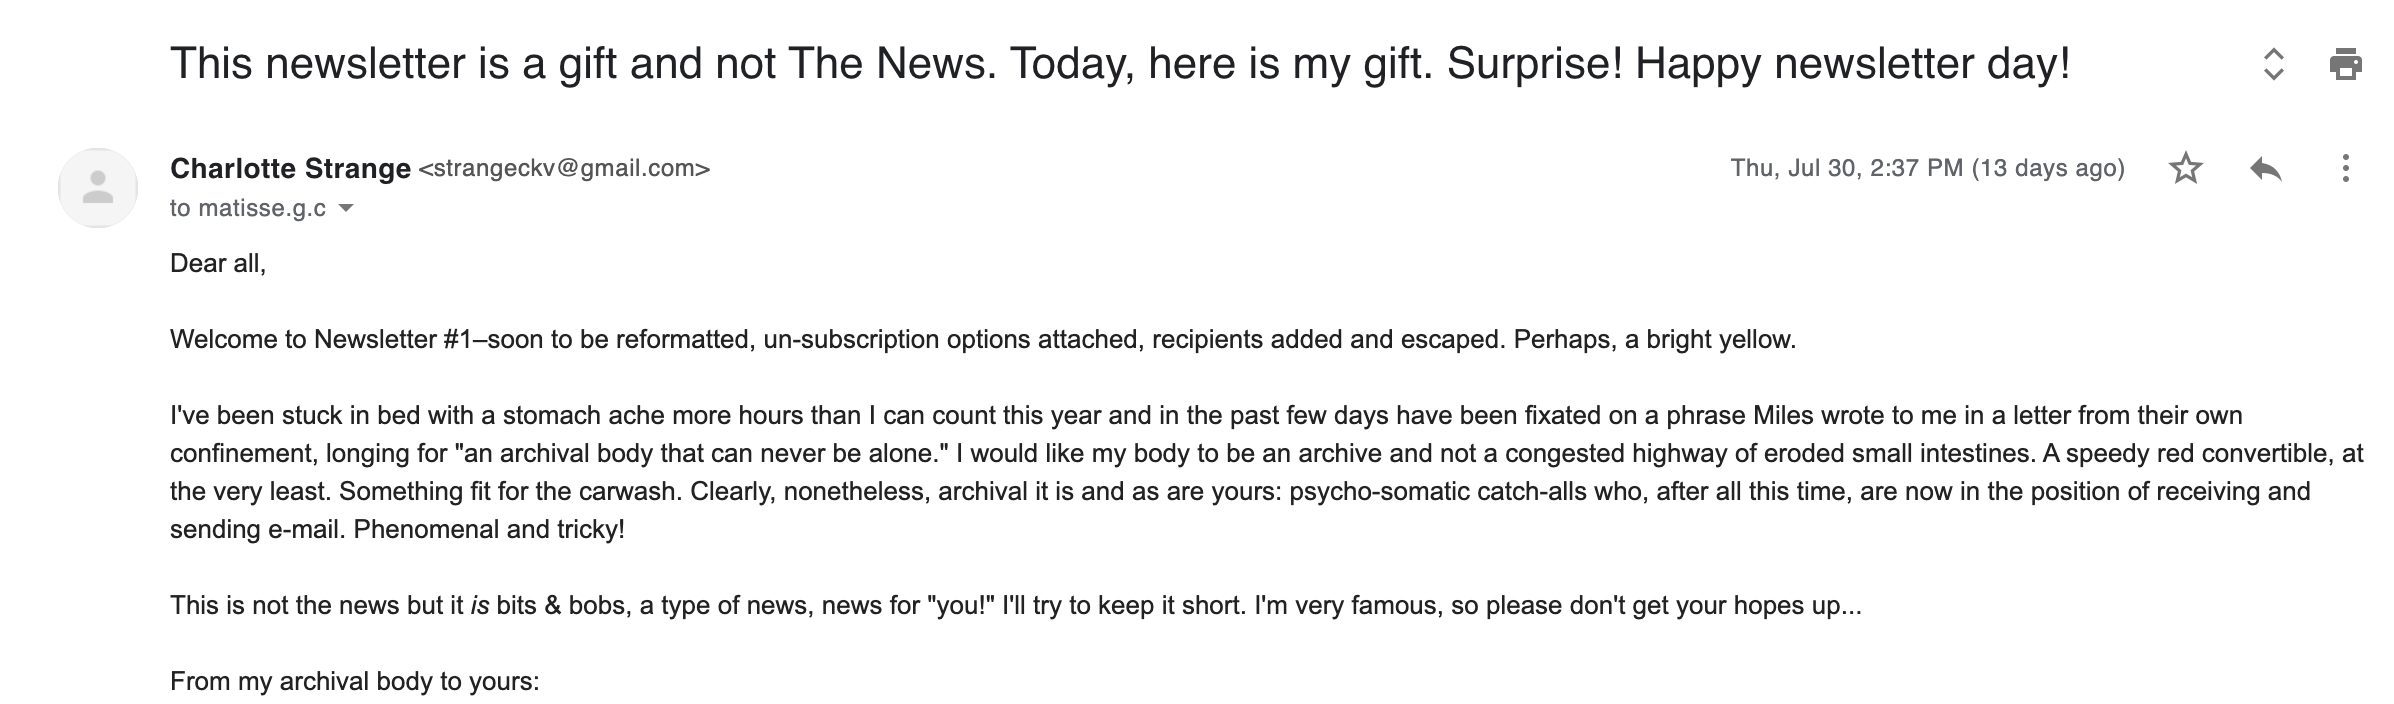 This newsletter is a gift and not The News. Today, here is my gift. Surprise! Happy newsletter day!
Charlotte Strange <strangeckv@gmail.com>
Thu, Jul 30, 2:37 PM (13 days ago)
to matisse.g.c
Dear all,
Welcome to Newsletter #1–soon to be reformatted, un-subscription options attached, recipients added and escaped. Perhaps, a bright yellow.
I've been stuck in bed with a stomach ache more hours than I can count this year and in the past few days have been fixated on a phrase Miles wrote to me in a letter from their own
confinement, longing for "an archival body that can never be alone." I would like my body to be an archive and not a congested highway of eroded small intestines. A speedy red convertible, at
the very least. Something fit for the carwash. Clearly, nonetheless, archival it is and as are yours: psycho-somatic catch-alls who, after all this time, are now in the position of receiving and
sending e-mail. Phenomenal and tricky!
This is not the news but it is bits & bobs, a type of news, news for "you!" I'll try to keep it short. I'm very famous, so please don't get your hopes up...
From my archival body to yours: